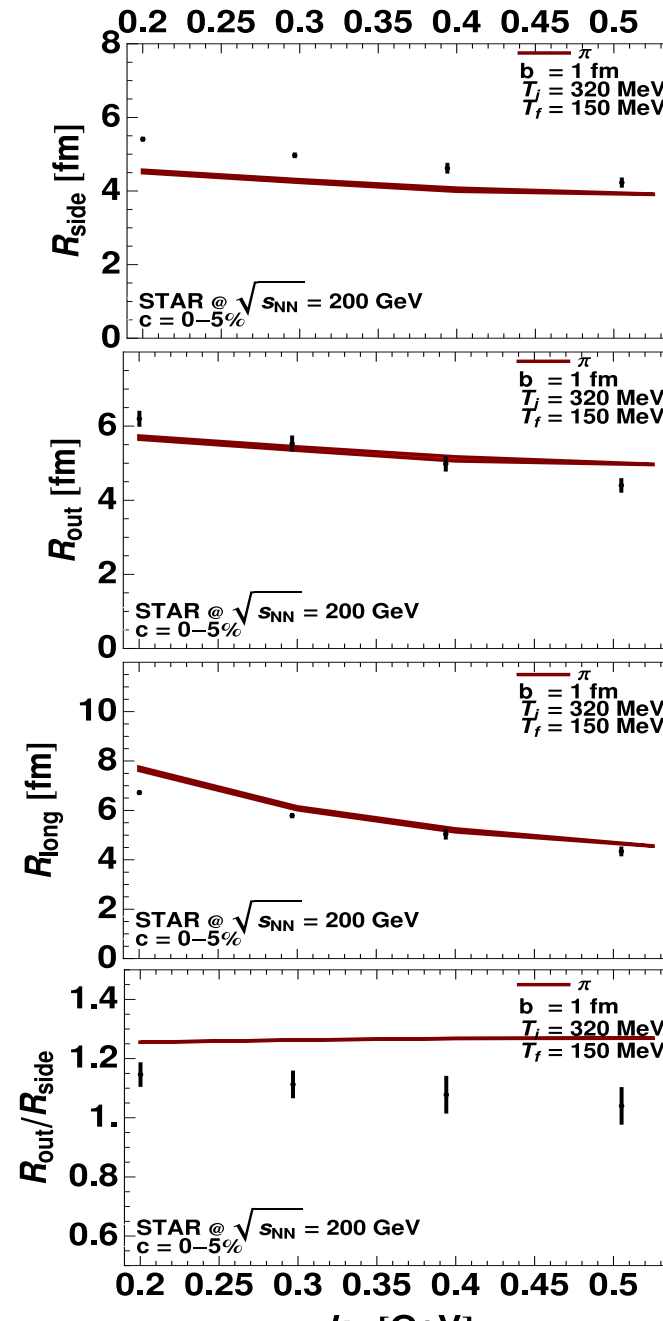 0.2 0.25 0.3 0.35 0.4 0.45 0.5
8
6
4
2
0
R_side [fm]
π
b = 1 fm
T_i = 320 MeV
T_f = 150 MeV
STAR @ √s_NN = 200 GeV
c = 0–5%
6
4
2
0
R_out [fm]
π
b = 1 fm
T_i = 320 MeV
T_f = 150 MeV
STAR @ √s_NN = 200 GeV
c = 0–5%
10
8
6
4
2
0
R_long [fm]
π
b = 1 fm
T_i = 320 MeV
T_f = 150 MeV
STAR @ √s_NN = 200 GeV
c = 0–5%
1.4
1.2
1.
0.8
0.6
R_out/R_side
π
b = 1 fm
T_i = 320 MeV
T_f = 150 MeV
STAR @ √s_NN = 200 GeV
c = 0–5%
0.2 0.25 0.3 0.35 0.4 0.45 0.5
[GeV]